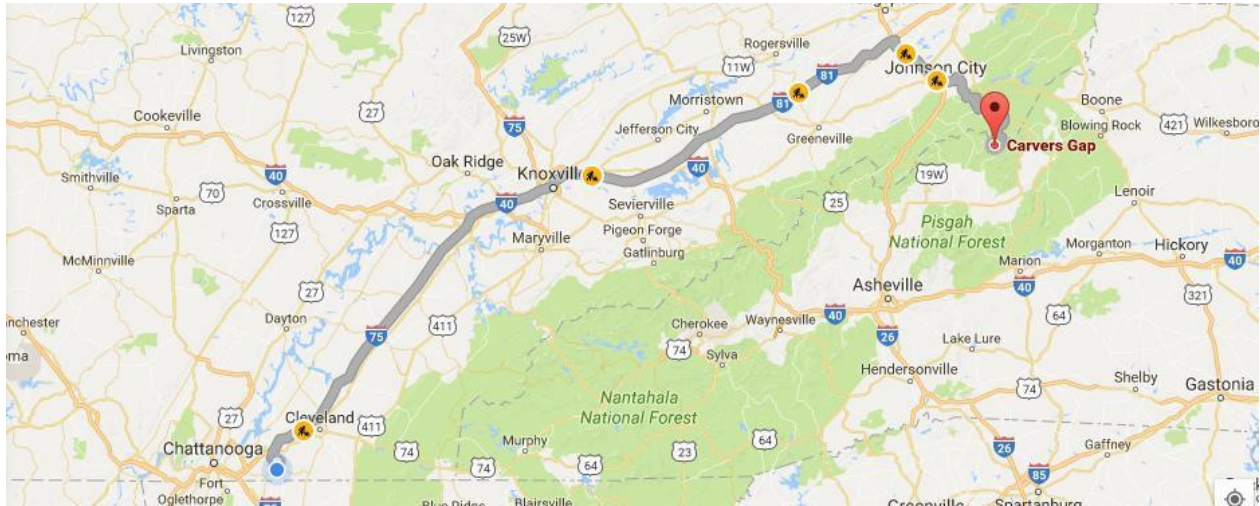 127
Livingston
25W
Rogersville
11W
81
Johnson City
27
75
Morristown
81
Boone
Cookeville
Jefferson City
Greeneville
Blowing Rock
421
Wilkesboro
Carvers Gap
Oak Ridge
Knoxville
40
19W
Smithville
70
40
Crossville
Lenoir
Sparta
40
Sevierville
25
127
Maryville
Pigeon Forge
Pisgah
National Forest
Gatlinburg
Morganton
Hickory
McMinnville
Marion
40
40
27
Asheville
321
Dayton
411
Cherokee
Waynesville
40
64
75
74
26
Lake Lure
Sylva
Hendersonville
74
Shelby
Gastonia
Nantahala
National Forest
27
Cleveland
411
Chattanooga
74
Murphy
64
Gaffney
74
64
23
26
85
Fort
Oglethorpe
Blue Ridge
Blairsville
Greenville
Spartanburg